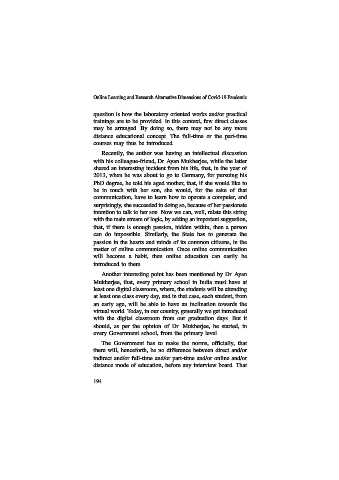 Online Learning and Research Alternative Dimensions of Covid-19 Pandemic
question is how the laboratory oriented works and/or practical
trainings are to be provided. In this context, few direct classes
may be arranged. By doing so, there may not be any more
distance educational concept. The full-time or the part-time
courses may thus be introduced.
Recently, the author was having an intellectual discussion
with his colleague-friend, Dr Ayan Mukherjee, while the latter
shared an interesting incident from his life, that, in the year of
2013, when he was about to go to Germany, for pursuing his
PhD degree, he told his aged mother, that, if she would like to
be in touch with her son, she would, for the sake of that
communication, have to learn how to operate a computer, and
surprisingly, she succeeded in doing so, because of her passionate
intention to talk to her son. Now we can, well, relate this string
with the main stream of logic, by adding an important suggestion,
that, if there is enough passion, hidden within, then a person
can do impossible. Similarly, the State has to generate the
passion in the hearts and minds of its common citizens, in the
matter of online communication. Once online communication
will become a habit, then online education can easily be
introduced to them.
Another interesting point has been mentioned by Dr Ayan
Mukherjee, that, every primary school in India must have at
least one digital classroom, where, the students will be attending
at least one class every day, and in that case, each student, from
an early age, will be able to have an inclination towards the
virtual world. Today, in our country, generally we get introduced
with the digital classroom from our graduation days. But it
should, as per the opinion of Dr. Mukherjee, be started, in
every Government school, from the primary level.
The Government has to make the norms, officially, that
there will, henceforth, be no difference between direct and/or
indirect and/or full-time and/or part-time and/or online and/or
distance mode of education, before any interview board. That
194